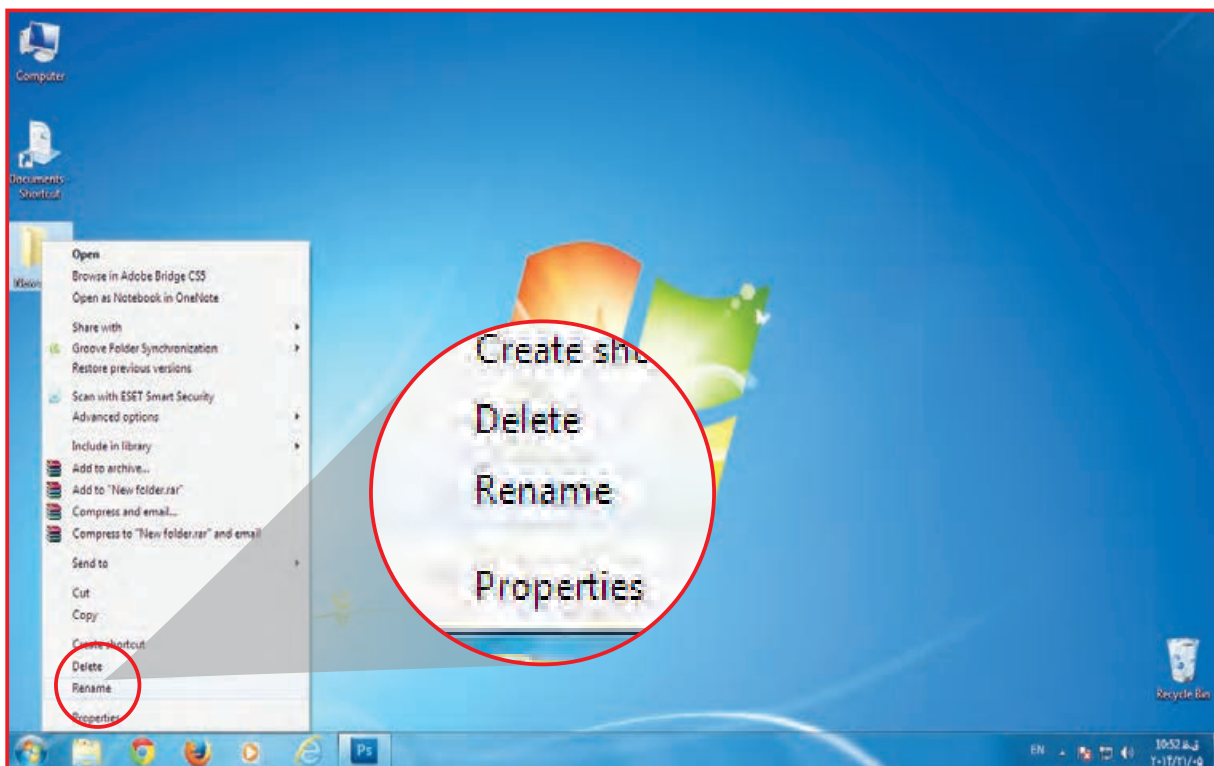 Computer
Documents -
Shortcut
Open
Browse in Adobe Bridge CS5
Open as Notebook in OneNote
Share with
Groove Folder Synchronization
Restore previous versions
Scan with ESET Smart Security
Advanced options
Include in library
Add to archive...
Add to "New folder.rar"
Compress and email...
Compress to "New folder.rar" and email
Send to
Cut
Copy
Create shortcut
Delete
Rename
Properties
Create sho
Delete
Rename
Properties
Recycle Bin
Ps
EN
10:52